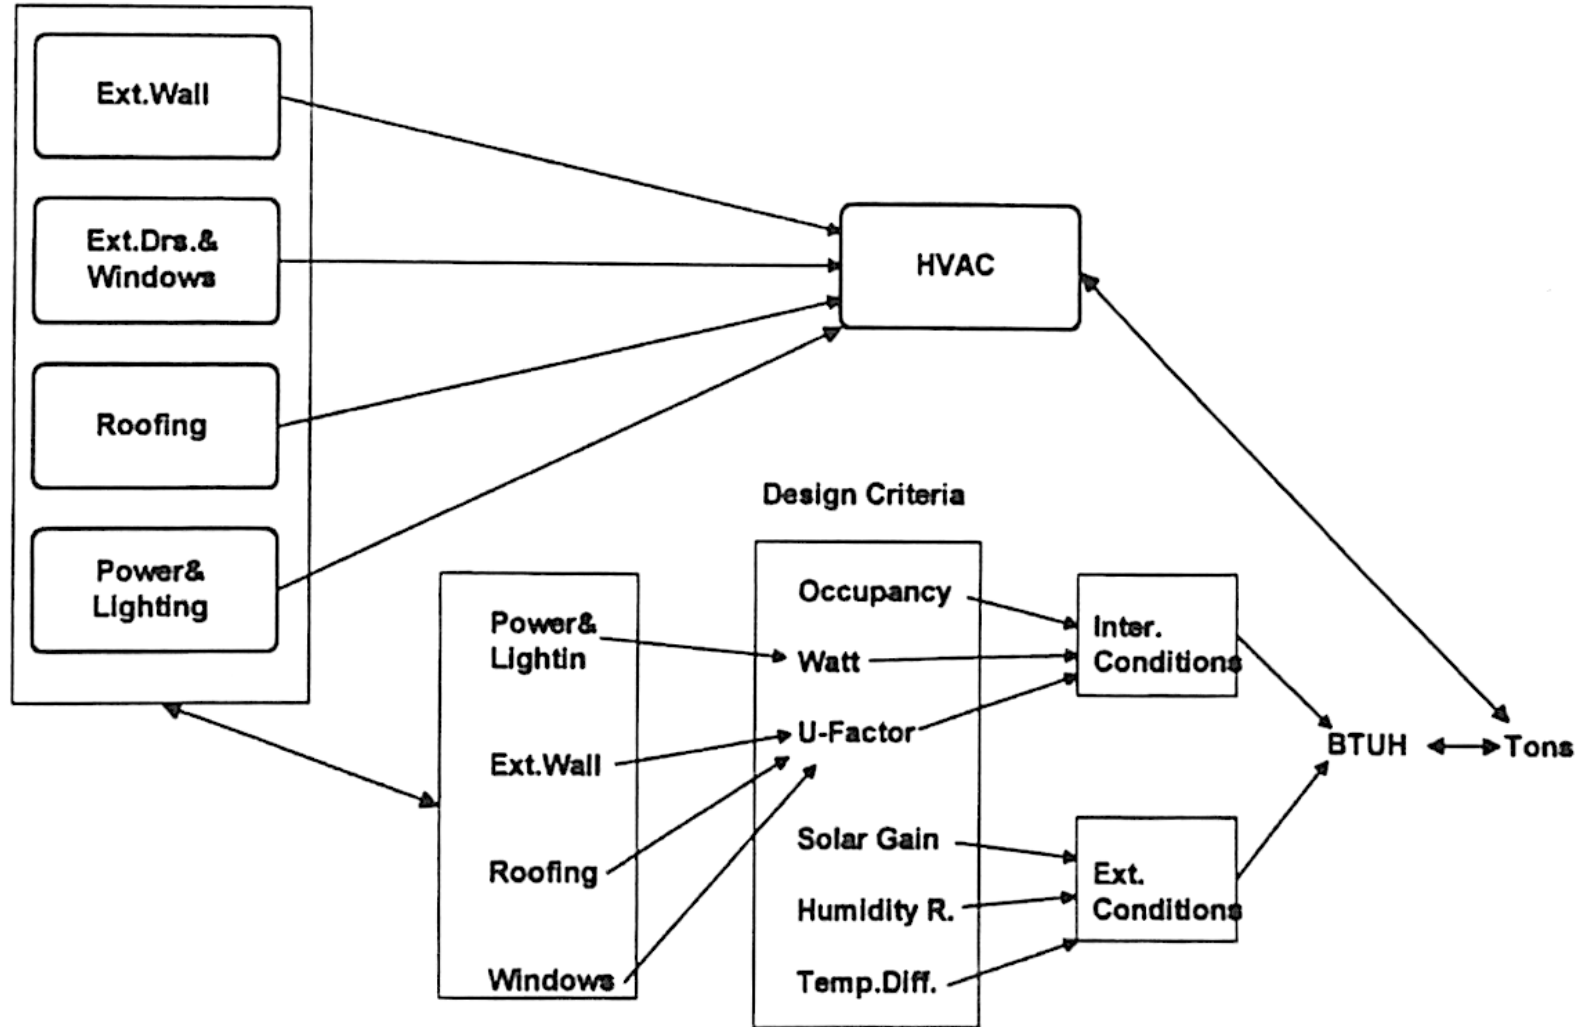 Ext.Wall
Ext.Drs.&
Windows
Roofing
Power&
Lighting
HVAC
Design Criteria
Power&
Lightin
Ext.Wall
Roofing
Windows
Occupancy
Watt
U-Factor
Solar Gain
Humidity R.
Temp.Diff.
Inter.
Conditions
Ext.
Conditions
BTUH
Tons